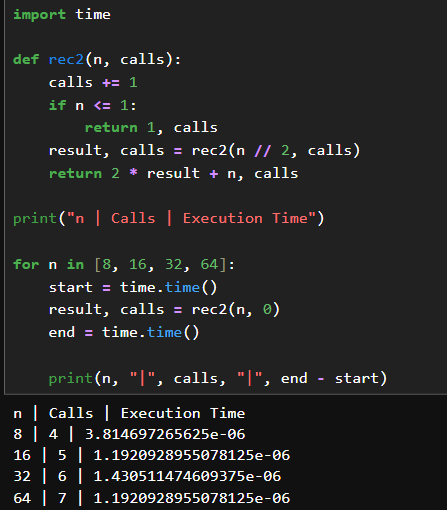 import time
def rec2(n, calls):
    calls += 1
    if n <= 1:
        return 1, calls
    result, calls = rec2(n // 2, calls)
    return 2 * result + n, calls
print("n | Calls | Execution Time")
for n in [8, 16, 32, 64]:
    start = time.time()
    result, calls = rec2(n, 0)
    end = time.time()
    print(n, "|", calls, "|", end - start)
n | Calls | Execution Time
8 | 4 | 3.814697265625e-06
16 | 5 | 1.1920928955078125e-06
32 | 6 | 1.430511474609375e-06
64 | 7 | 1.1920928955078125e-06